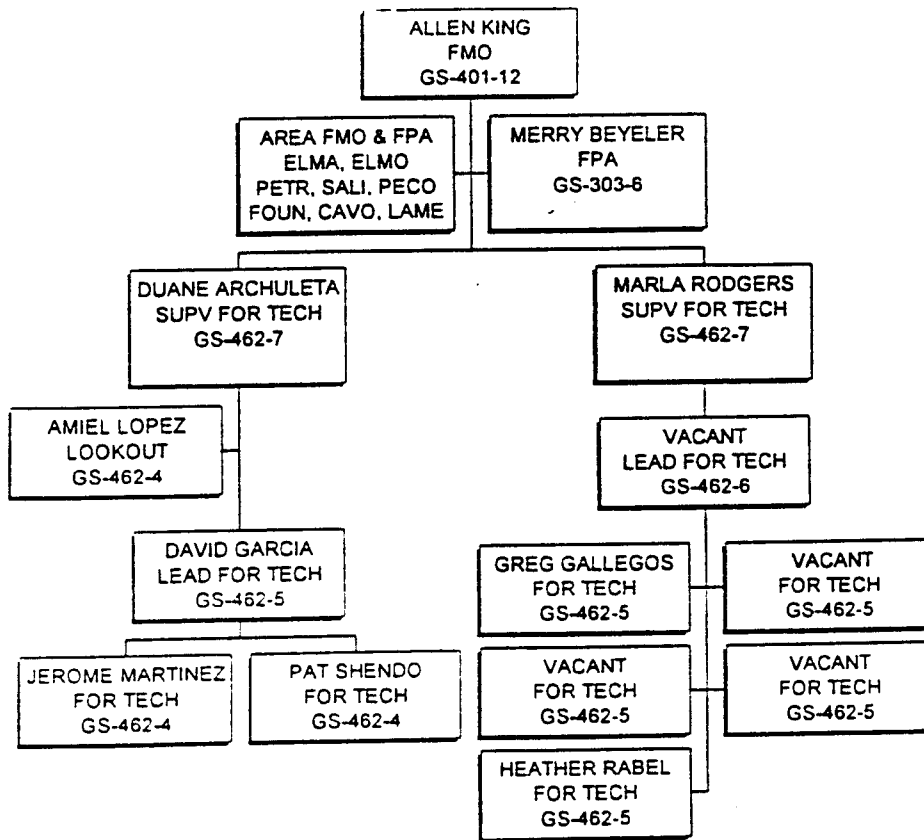 ALLEN KING
FMO
GS-401-12
AREA FMO & FPA
ELMA, ELMO
PETR, SALI, PECO
FOUN, CAVO, LAME
MERRY BEYELER
FPA
GS-303-6
DUANE ARCHULETA
SUPV FOR TECH
GS-462-7
MARLA RODGERS
SUPV FOR TECH
GS-462-7
AMIEL LOPEZ
LOOKOUT
GS-462-4
VACANT
LEAD FOR TECH
GS-462-6
DAVID GARCIA
LEAD FOR TECH
GS-462-5
JEROME MARTINEZ
FOR TECH
GS-462-4
PAT SHENDO
FOR TECH
GS-462-4
GREG GALLEGOS
FOR TECH
GS-462-5
VACANT
FOR TECH
GS-462-5
VACANT
FOR TECH
GS-462-5
VACANT
FOR TECH
GS-462-5
HEATHER RABEL
FOR TECH
GS-462-5